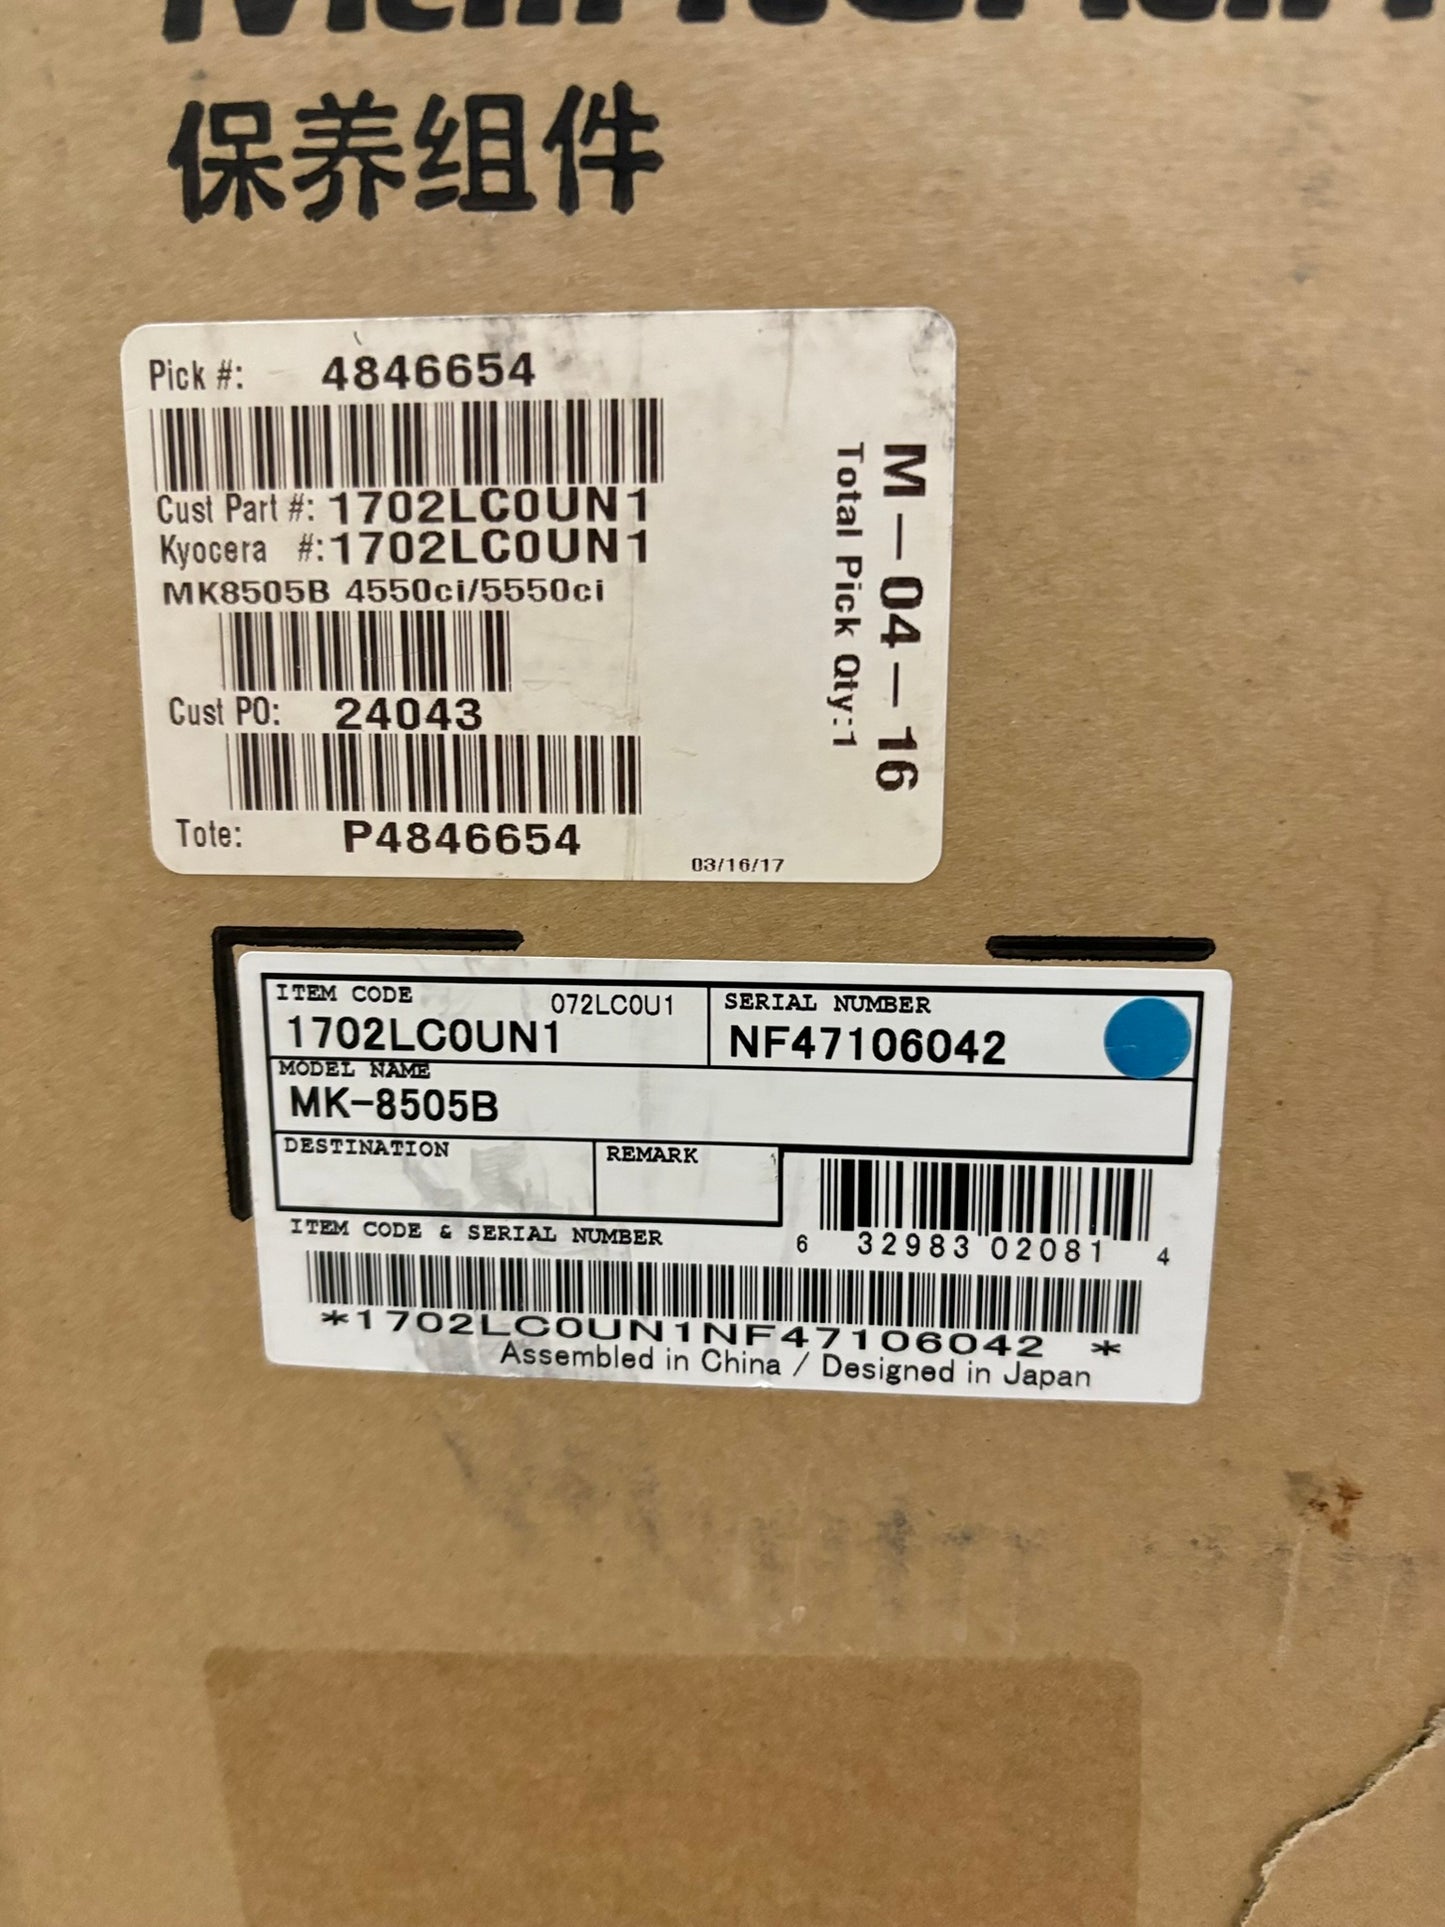 保养组件
Pick #: 4846654
Cust Part #: 1702LC0UN1
Kyocera #: 1702LC0UN1
MK8505B 4550ci/5550ci
Cust PO: 24043
Tote: P4846654
03/16/17
M-04-16
Total Pick Qty:1
ITEM CODE 072LC0U1
1702LC0UN1
SERIAL NUMBER
NF47106042
MODEL NAME
MK-8505B
DESTINATION
REMARK
ITEM CODE & SERIAL NUMBER
6 32983 02081 4
*1702LC0UN1NF47106042 *
Assembled in China / Designed in Japan